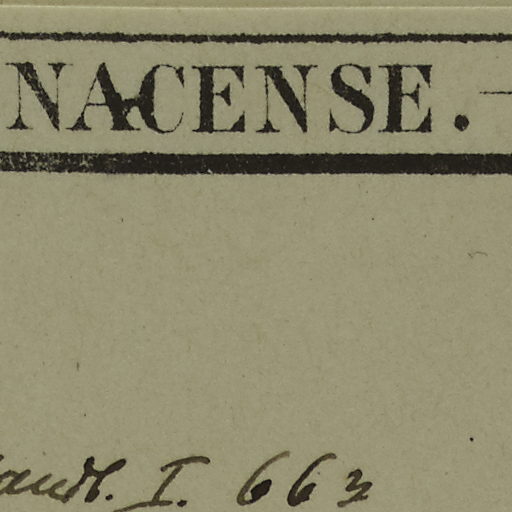 NACENSE. —
I. 663